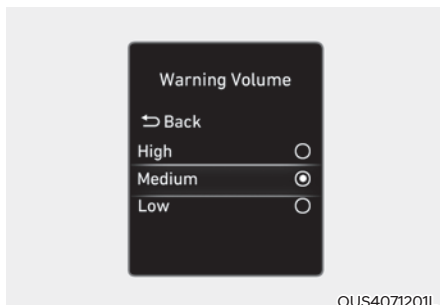 Warning Volume
Back
High
Medium
Low
OUS4071201L